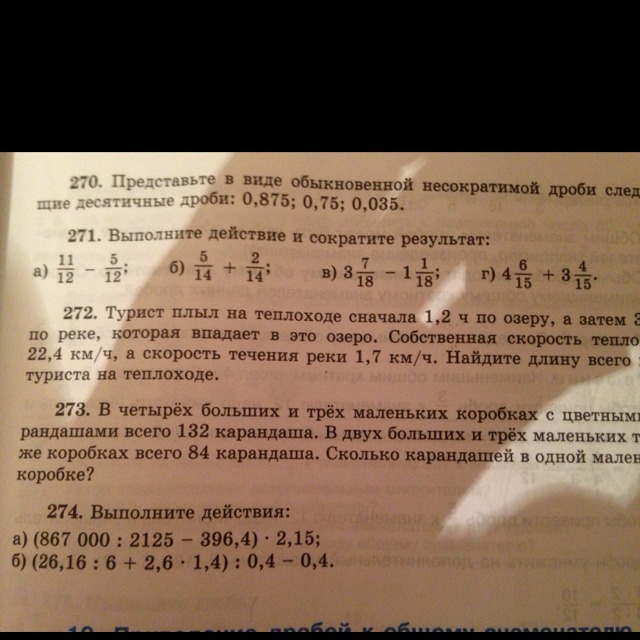 270. Представьте в виде обыкновенной несократимой дроби след
щие десятичные дроби: 0,875; 0,75; 0,035.
271. Выполните действие и сократите результат:
а) 11/12 − 5/12; б) 5/14 + 2/14; в) 3 7/18 − 1 1/18; г) 4 6/15 + 3 4/15.
272. Турист плыл на теплоходе сначала 1,2 ч по озеру, а затем 3
по реке, которая впадает в это озеро. Собственная скорость тепло
22,4 км/ч, а скорость течения реки 1,7 км/ч. Найдите длину всего
туриста на теплоходе.
273. В четырёх больших и трёх маленьких коробках с цветным
рандашами всего 132 карандаша. В двух больших и трёх маленьких т
же коробках всего 84 карандаша. Сколько карандашей в одной мален
коробке?
274. Выполните действия:
а) (867 000 : 2125 − 396,4) · 2,15;
б) (26,16 : 6 + 2,6 · 1,4) : 0,4 − 0,4.
дробей к общему знаменателю